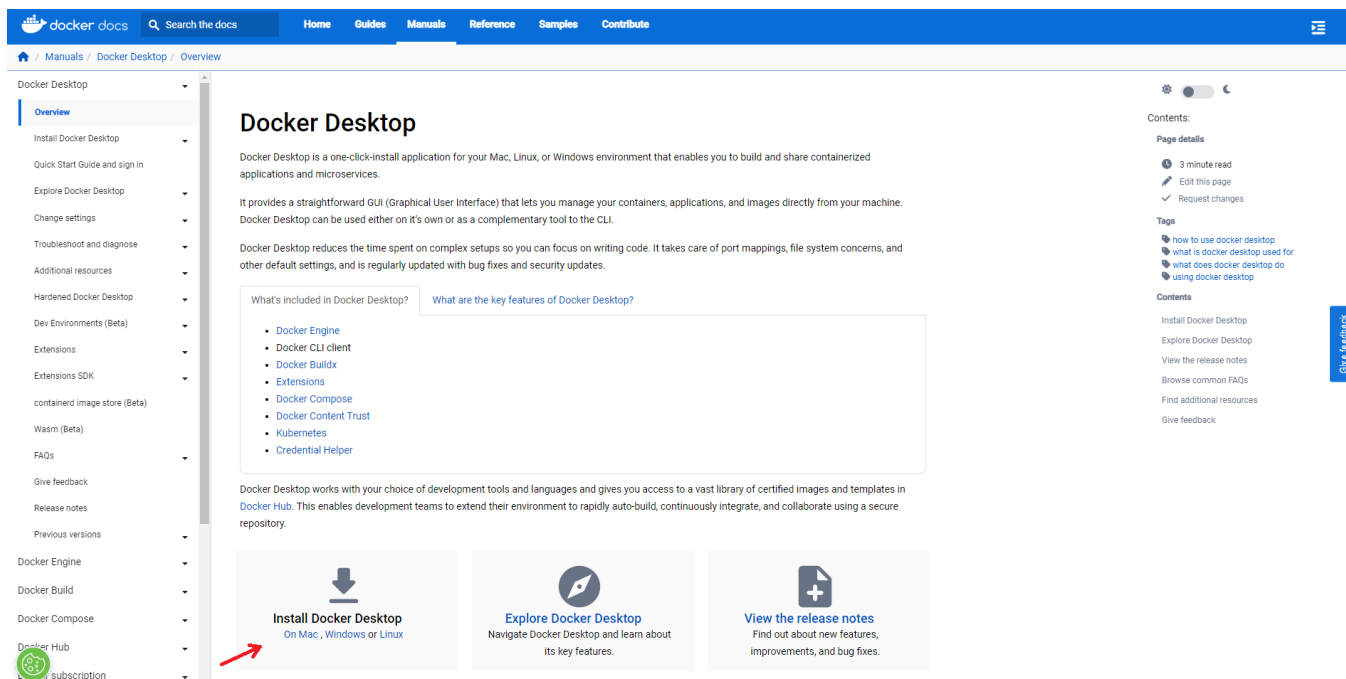 docker docs
Search the docs
Home
Guides
Manuals
Reference
Samples
Contribute
/ Manuals / Docker Desktop / Overview
Docker Desktop
Overview
Install Docker Desktop
Quick Start Guide and sign in
Explore Docker Desktop
Change settings
Troubleshoot and diagnose
Additional resources
Hardened Docker Desktop
Dev Environments (Beta)
Extensions
Extensions SDK
containerd image store (Beta)
Wasm (Beta)
FAQs
Give feedback
Release notes
Previous versions
Docker Engine
Docker Build
Docker Compose
Hub
subscription
Docker Desktop
Docker Desktop is a one-click-install application for your Mac, Linux, or Windows environment that enables you to build and share containerized
applications and microservices.
It provides a straightforward GUI (Graphical User Interface) that lets you manage your containers, applications, and images directly from your machine.
Docker Desktop can be used either on it's own or as a complementary tool to the CLI.
Docker Desktop reduces the time spent on complex setups so you can focus on writing code. It takes care of port mappings, file system concerns, and
other default settings, and is regularly updated with bug fixes and security updates.
What's included in Docker Desktop?
What are the key features of Docker Desktop?
Docker Engine
Docker CLI client
Docker Buildx
Extensions
Docker Compose
Docker Content Trust
Kubernetes
Credential Helper
Docker Desktop works with your choice of development tools and languages and gives you access to a vast library of certified images and templates in
Docker Hub. This enables development teams to extend their environment to rapidly auto-build, continuously integrate, and collaborate using a secure
repository.
Install Docker Desktop
On Mac , Windows or Linux
Explore Docker Desktop
Navigate Docker Desktop and learn about
its key features.
View the release notes
Find out about new features,
improvements, and bug fixes.
Contents:
Page details
3 minute read
Edit this page
Request changes
Tags
how to use docker desktop
what is docker desktop used for
what does docker desktop do
using docker desktop
Contents
Install Docker Desktop
Explore Docker Desktop
View the release notes
Browse common FAQs
Find additional resources
Give feedback
Give feedback